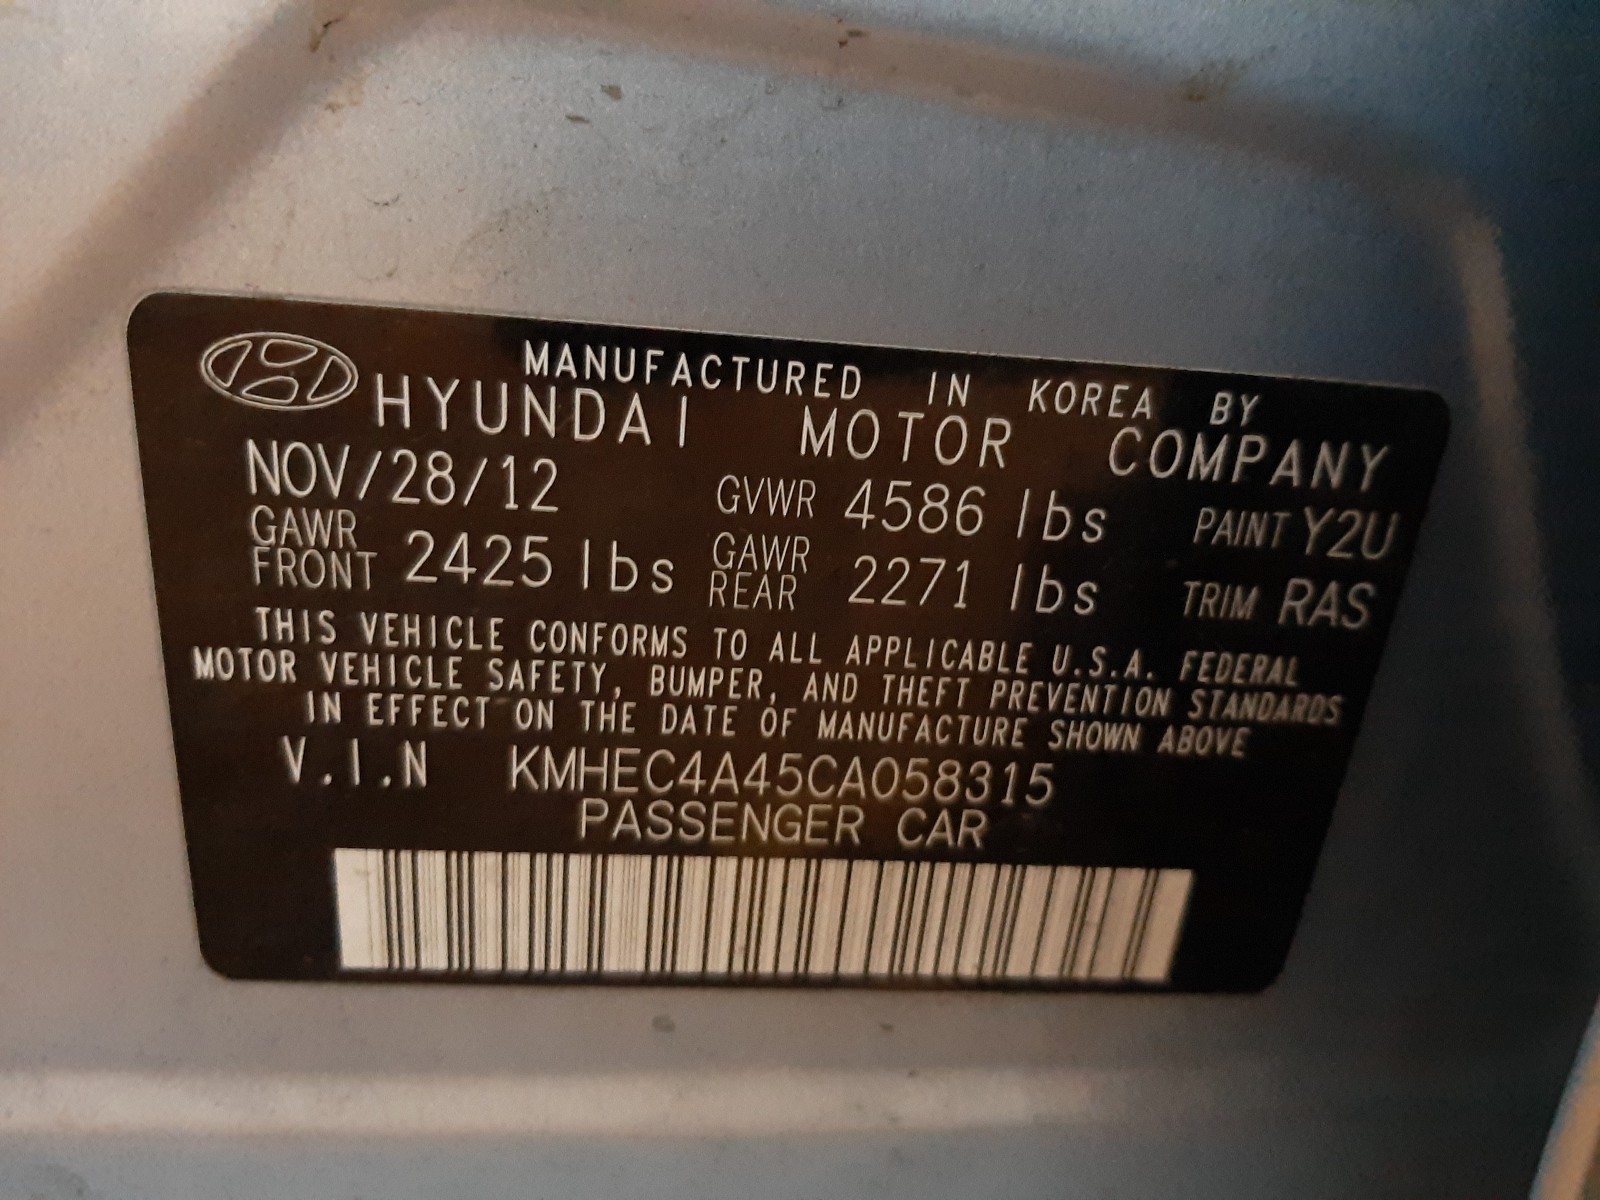 MANUFACTURED IN KOREA BY
HYUNDAI MOTOR COMPANY
NOV/28/12 GVWR 4586 lbs PAINT Y2U
GAWR FRONT 2425 lbs GAWR REAR 2271 lbs TRIM RAS
THIS VEHICLE CONFORMS TO ALL APPLICABLE U.S.A. FEDERAL
MOTOR VEHICLE SAFETY, BUMPER, AND THEFT PREVENTION STANDARDS
IN EFFECT ON THE DATE OF MANUFACTURE SHOWN ABOVE
V.I.N KMHEC4A45CA058315
PASSENGER CAR